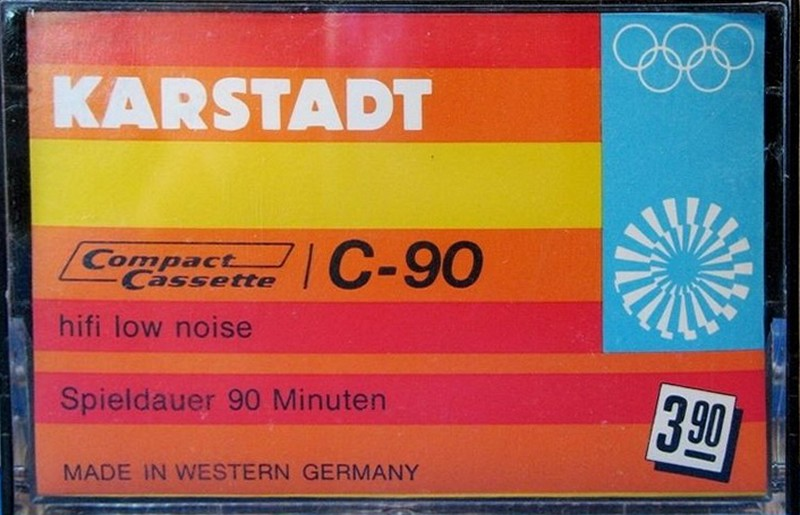 KARSTADT
Compact
Cassette
C-90
hifi low noise
Spieldauer 90 Minuten
3 90
MADE IN WESTERN GERMANY